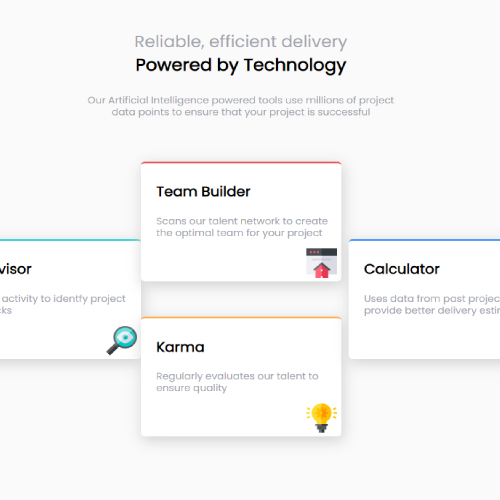 Reliable, efficient delivery
Powered by Technology
Our Artificial Intelligence powered tools use millions of project
data points to ensure that your project is successful
Team Builder
Scans our talent network to create
the optimal team for your project
visor
activity to identfy project
cks
Calculator
Uses data from past projec
provide better delivery estin
Karma
Regularly evaluates our talent to
ensure quality